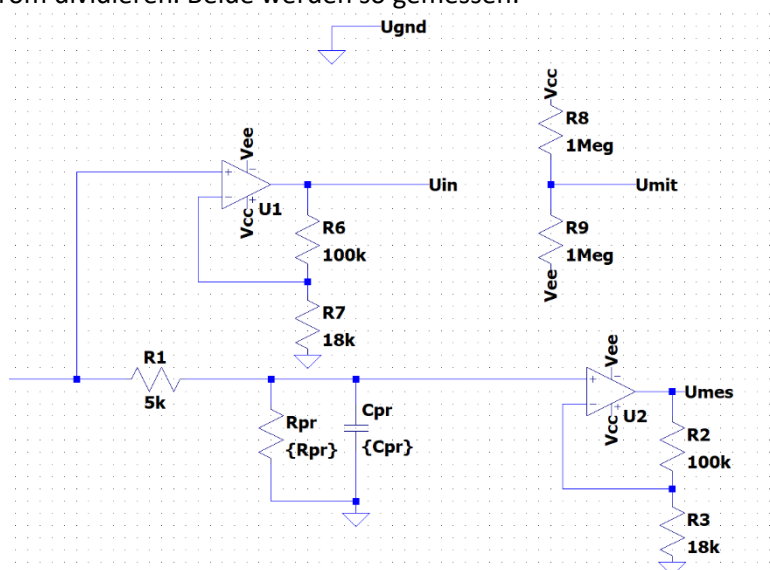 dividieren. Beide werden so gemessen:
Ugnd
Vcc
R8
1Meg
Umit
R9
1Meg
Vee
Vee
+
-
-
+
Vcc
U1
Uin
R6
100k
R7
18k
R1
5k
Rpr
{Rpr}
Cpr
{Cpr}
Vee
+
-
-
+
Vcc
U2
Umes
R2
100k
R3
18k